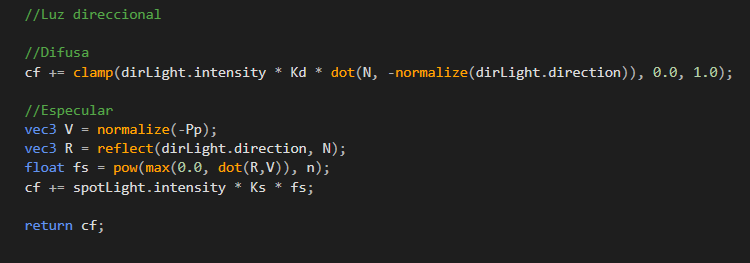 //Luz direccional
//Difusa
cf += clamp(dirLight.intensity * Kd * dot(N, -normalize(dirLight.direction)), 0.0, 1.0);
//Especular
vec3 V = normalize(-Pp);
vec3 R = reflect(dirLight.direction, N);
float fs = pow(max(0.0, dot(R,V)), n);
cf += spotLight.intensity * Ks * fs;
return cf;